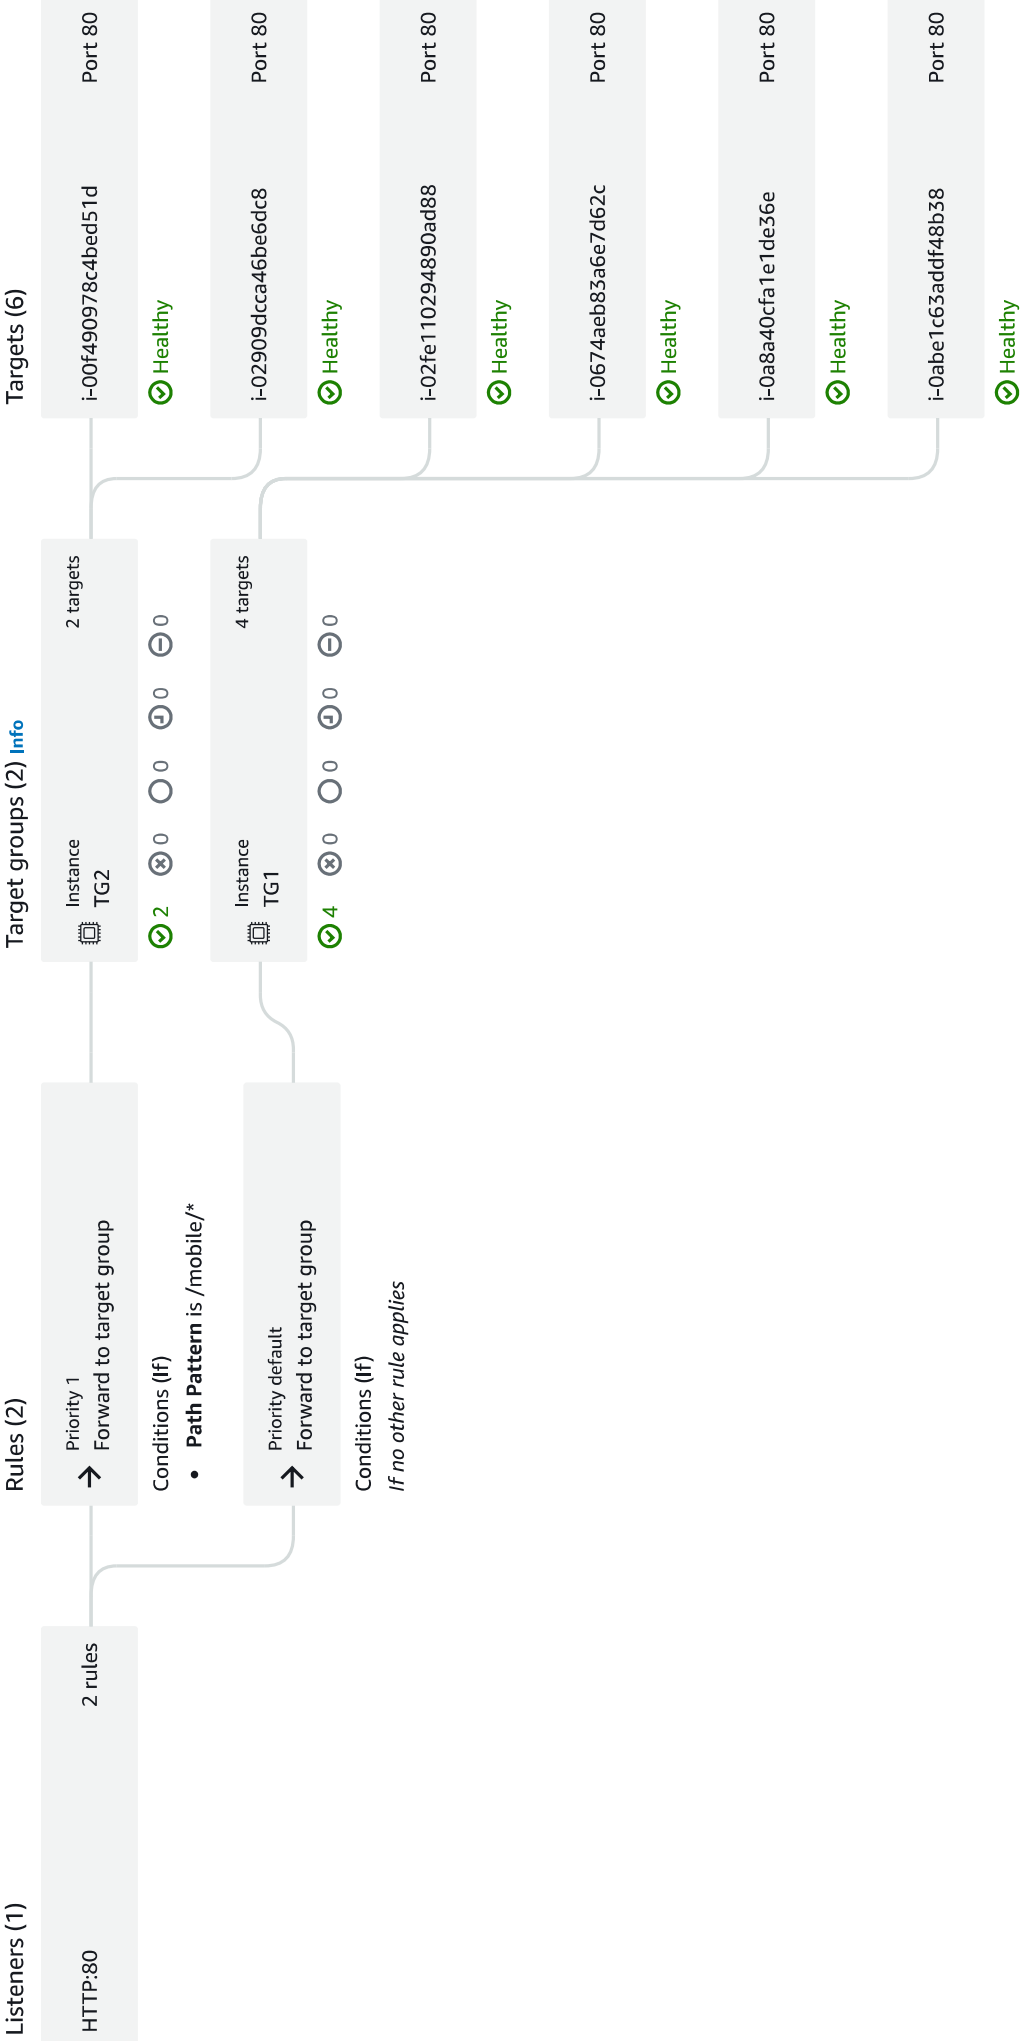 Listeners (1)
HTTP:80
2 rules
Rules (2)
Priority 1
Forward to target group
Conditions (If)
• Path Pattern is /mobile/*
Priority default
Forward to target group
Conditions (If)
If no other rule applies
Target groups (2) Info
Instance
2 targets
TG2
2 0 0 0 0
Instance
4 targets
TG1
4 0 0 0 0
Targets (6)
i-00f490978c4bed51d Port 80
Healthy
i-02909dcca46be6dc8 Port 80
Healthy
i-02fe110294890ad88 Port 80
Healthy
i-0674aeb83a6e7d62c Port 80
Healthy
i-0a8a40cfa1e1de36e Port 80
Healthy
i-0abe1c63addf48b38 Port 80
Healthy